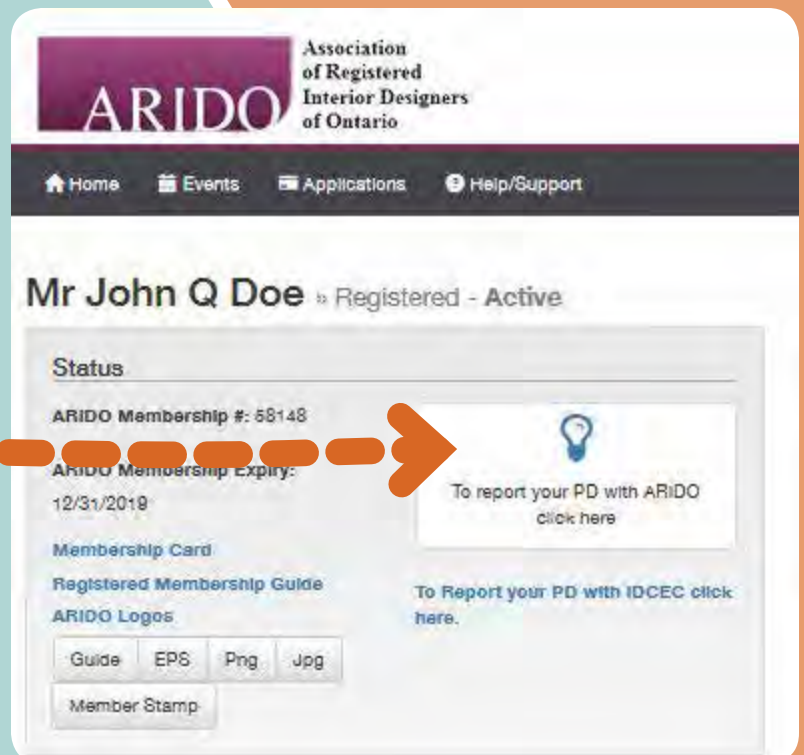 ARIDO
Association
of Registered
Interior Designers
of Ontario
Home Events Applications Help/Support
Mr John Q Doe » Registered - Active
Status
ARIDO Membership #: 58148
ARIDO Membership Expiry:
12/31/2019
Membership Card
Registered Membership Guide
ARIDO Logos
Guide EPS Png Jpg
Member Stamp
To report your PD with ARIDO
click here
To Report your PD with IDCEC click
here.